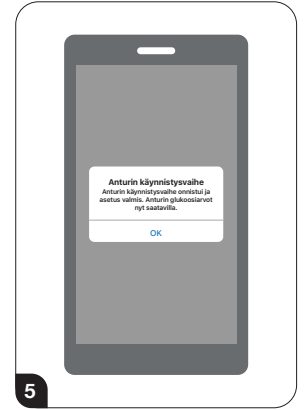 Anturin käynnistysvaihe
Anturin käynnistysvaihe onnistui ja
asetus valmis. Anturin glukoosiarvot
nyt saatavilla.
OK
5